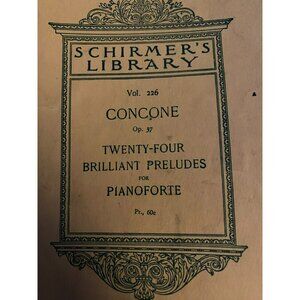 SCHIRMER'S
LIBRARY
Vol. 226
CONCONE
Op. 37
TWENTY-FOUR
BRILLIANT PRELUDES
FOR
PIANOFORTE
Pr., 60c